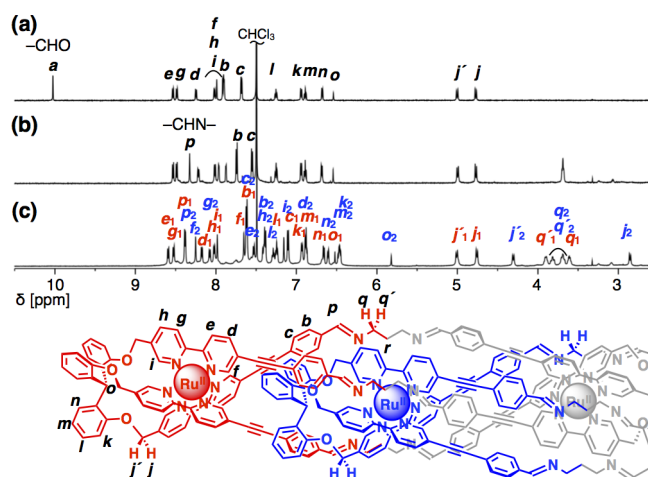 (a)
–CHO
a
e g d f h i b c
CHCl3
l k m n o j´ j
(b)
–CHN–
p
b c
(c)
e1 g1 p1 p2 f2 d1 g2 i1 h1 f1 c2 b1 e2 b2 h2 l2 l1 i2 c1 k1 d2 m1 n1 n2 o1 k2 m2 o2 j´1 j1 j´2 q´1 q2 q´2 q1 j2
10 9 8 7 6 5 4 3
δ [ppm]
h g e d c b p q q´ r
H H
i f o n m l k j´ j
O O O
N N N N N N
RuII RuII RuII
H H
H H
H H